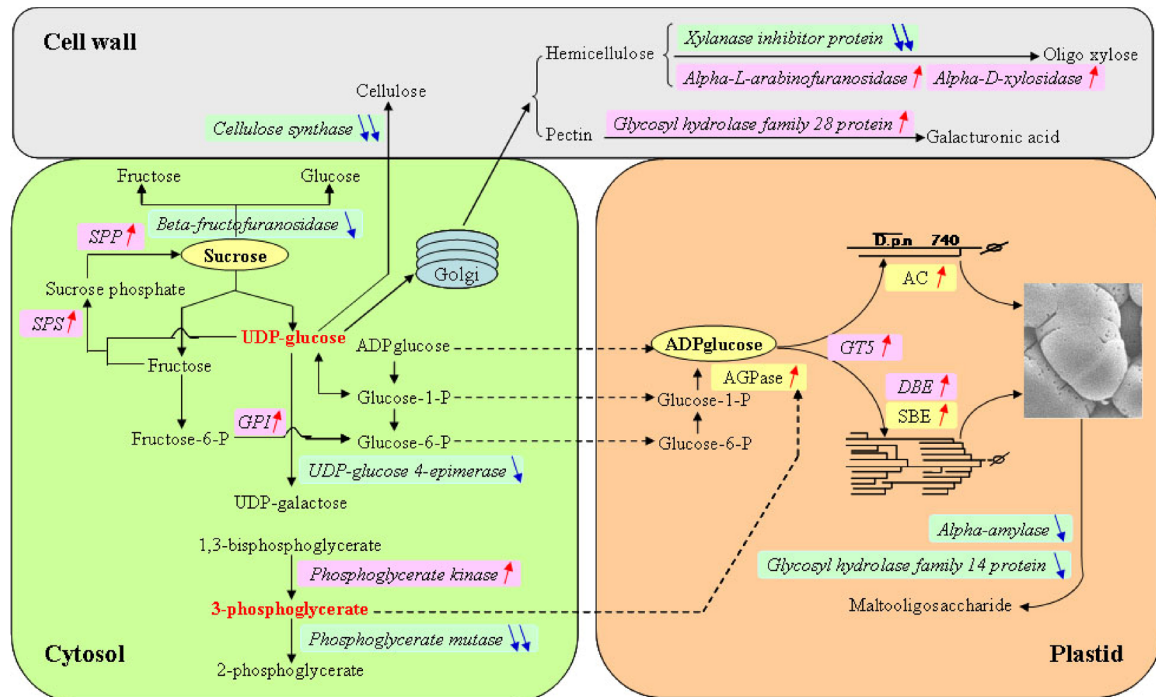 Cell wall
Hemicellulose
Xylanase inhibitor protein
Oligo xylose
Alpha-L-arabinofuranosidase
Alpha-D-xylosidase
Cellulose
Cellulose synthase
Pectin
Glycosyl hydrolase family 28 protein
Galacturonic acid
Fructose
Glucose
Beta-fructofuranosidase
SPP
Sucrose
Golgi
Sucrose phosphate
SPS
UDP-glucose
Fructose
ADPglucose
Glucose-1-P
GPI
Fructose-6-P
Glucose-6-P
UDP-glucose 4-epimerase
UDP-galactose
1,3-bisphosphoglycerate
Phosphoglycerate kinase
3-phosphoglycerate
Phosphoglycerate mutase
2-phosphoglycerate
Cytosol
D.p.n 740
AC
ADPglucose
GT5
AGPase
DBE
Glucose-1-P
SBE
Glucose-6-P
Alpha-amylase
Glycosyl hydrolase family 14 protein
Maltooligosaccharide
Plastid